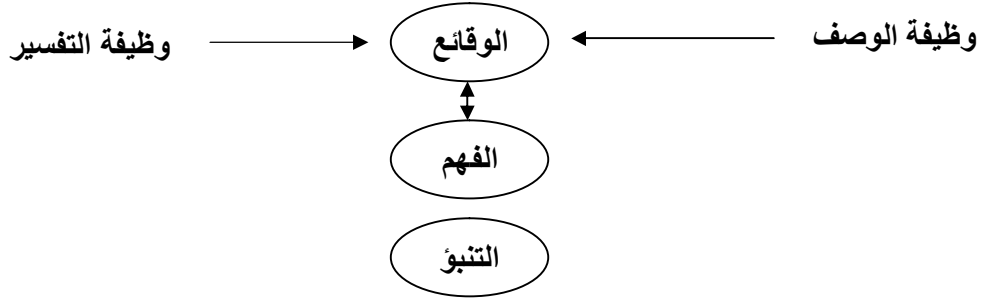 وظيفة الوصف
الوقائع
وظيفة التفسير
الفهم
التنبؤ